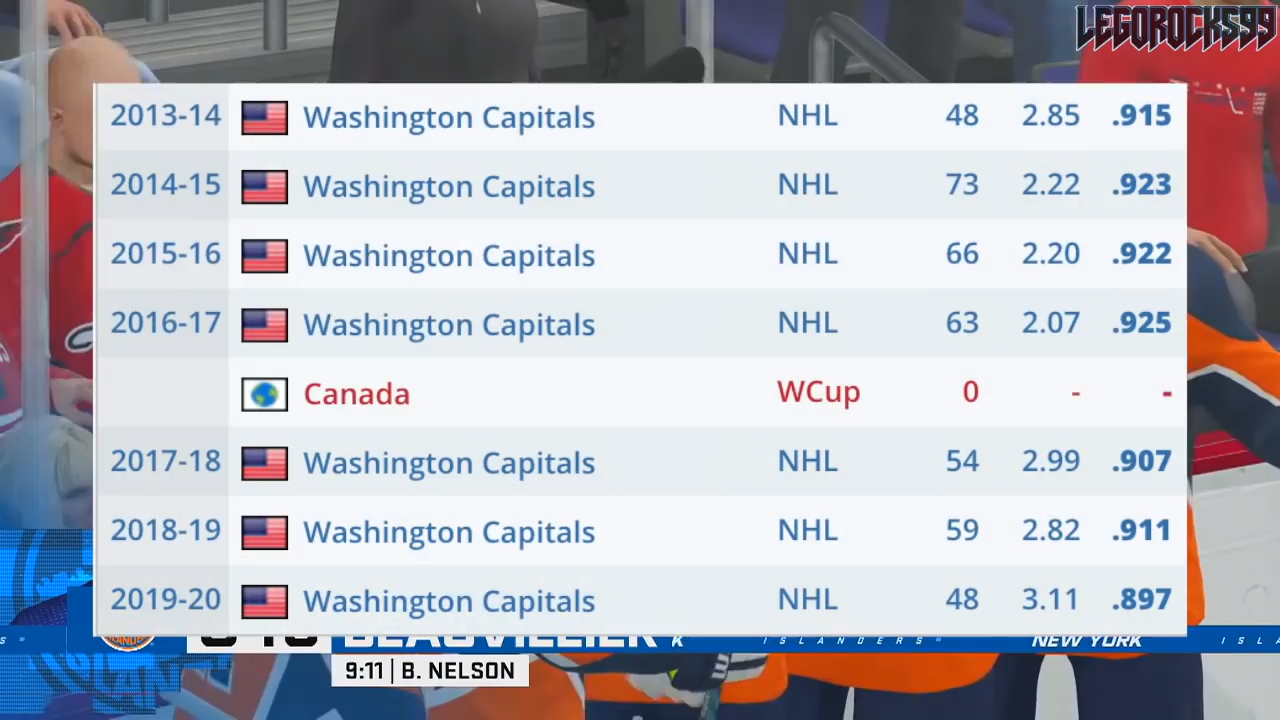 LEGOROCKS99
2013-14 Washington Capitals NHL 48 2.85 .915
2014-15 Washington Capitals NHL 73 2.22 .923
2015-16 Washington Capitals NHL 66 2.20 .922
2016-17 Washington Capitals NHL 63 2.07 .925
Canada WCup 0 - -
2017-18 Washington Capitals NHL 54 2.99 .907
2018-19 Washington Capitals NHL 59 2.82 .911
2019-20 Washington Capitals NHL 48 3.11 .897
BEAUVILLIER ISLANDERS NEW YORK ISLA
9:11 | B. NELSON